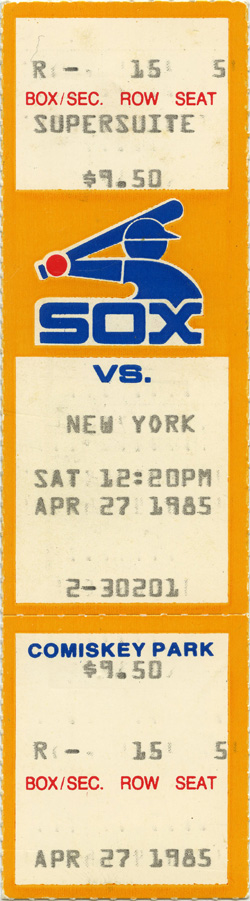 R - 15 5
BOX/SEC. ROW SEAT
SUPERSUITE
$9.50
SOX
VS.
NEW YORK
SAT 12:20PM
APR 27 1985
2-30201
COMISKEY PARK
$9.50
R - 15 5
BOX/SEC. ROW SEAT
APR 27 1985